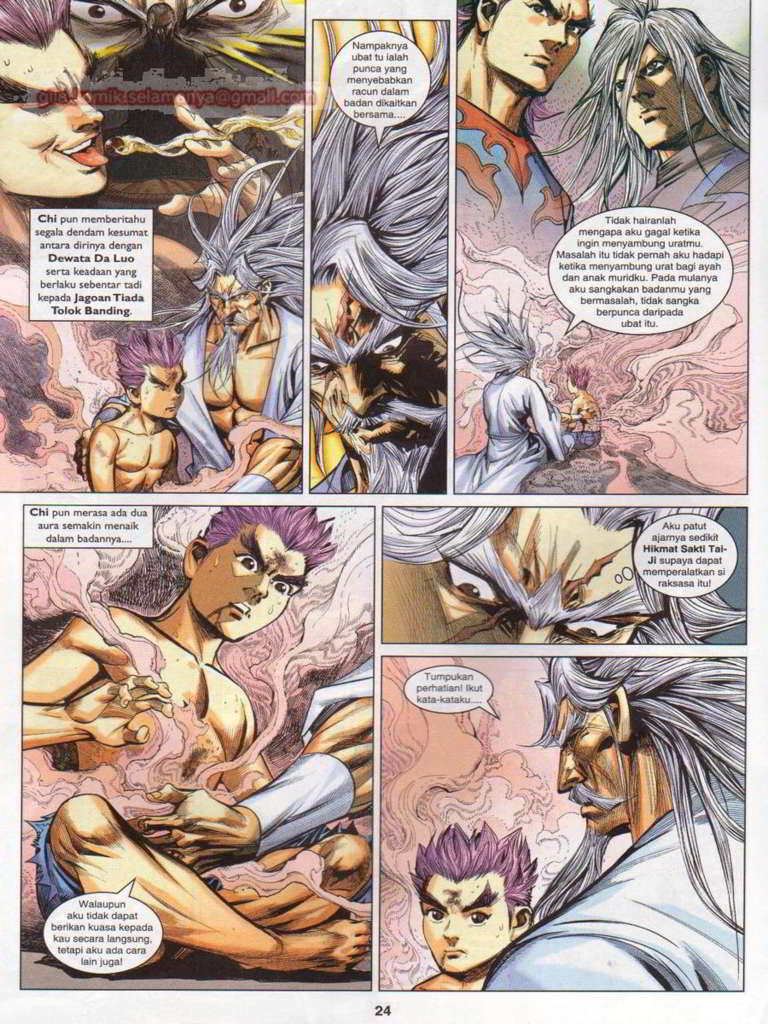 gilakomikselamanya@gmail.com
Chi pun memberitahu
segala dendam kesumat
antara dirinya dengan
Dewata Da Luo
serta keadaan yang
berlaku sebentar tadi
kepada Jagoan Tiada
Tolok Banding.
Nampaknya
ubat tu ialah
punca yang
menyebabkan
racun dalam
badan dikaitkan
bersama....
Tidak hairanlah
mengapa aku gagal ketika
ingin menyambung uratmu.
Masalah itu tidak pernah aku hadapi
ketika menyambung urat bagi ayah
dan anak muridku. Pada mulanya
aku sangkakan badanmu yang
bermasalah, tidak sangka
berpunca daripada
ubat itu.
Chi pun merasa ada dua
aura semakin menaik
dalam badannya....
Walaupun
aku tidak dapat
berikan kuasa kepada
kau secara langsung,
tetapi aku ada cara
lain juga!
Aku patut
ajarnya sedikit
Hikmat Sakti Tai-
Ji supaya dapat
memperalatkan si
raksasa itu!
Tumpukan
perhatian! Ikut
kata-kataku....
24